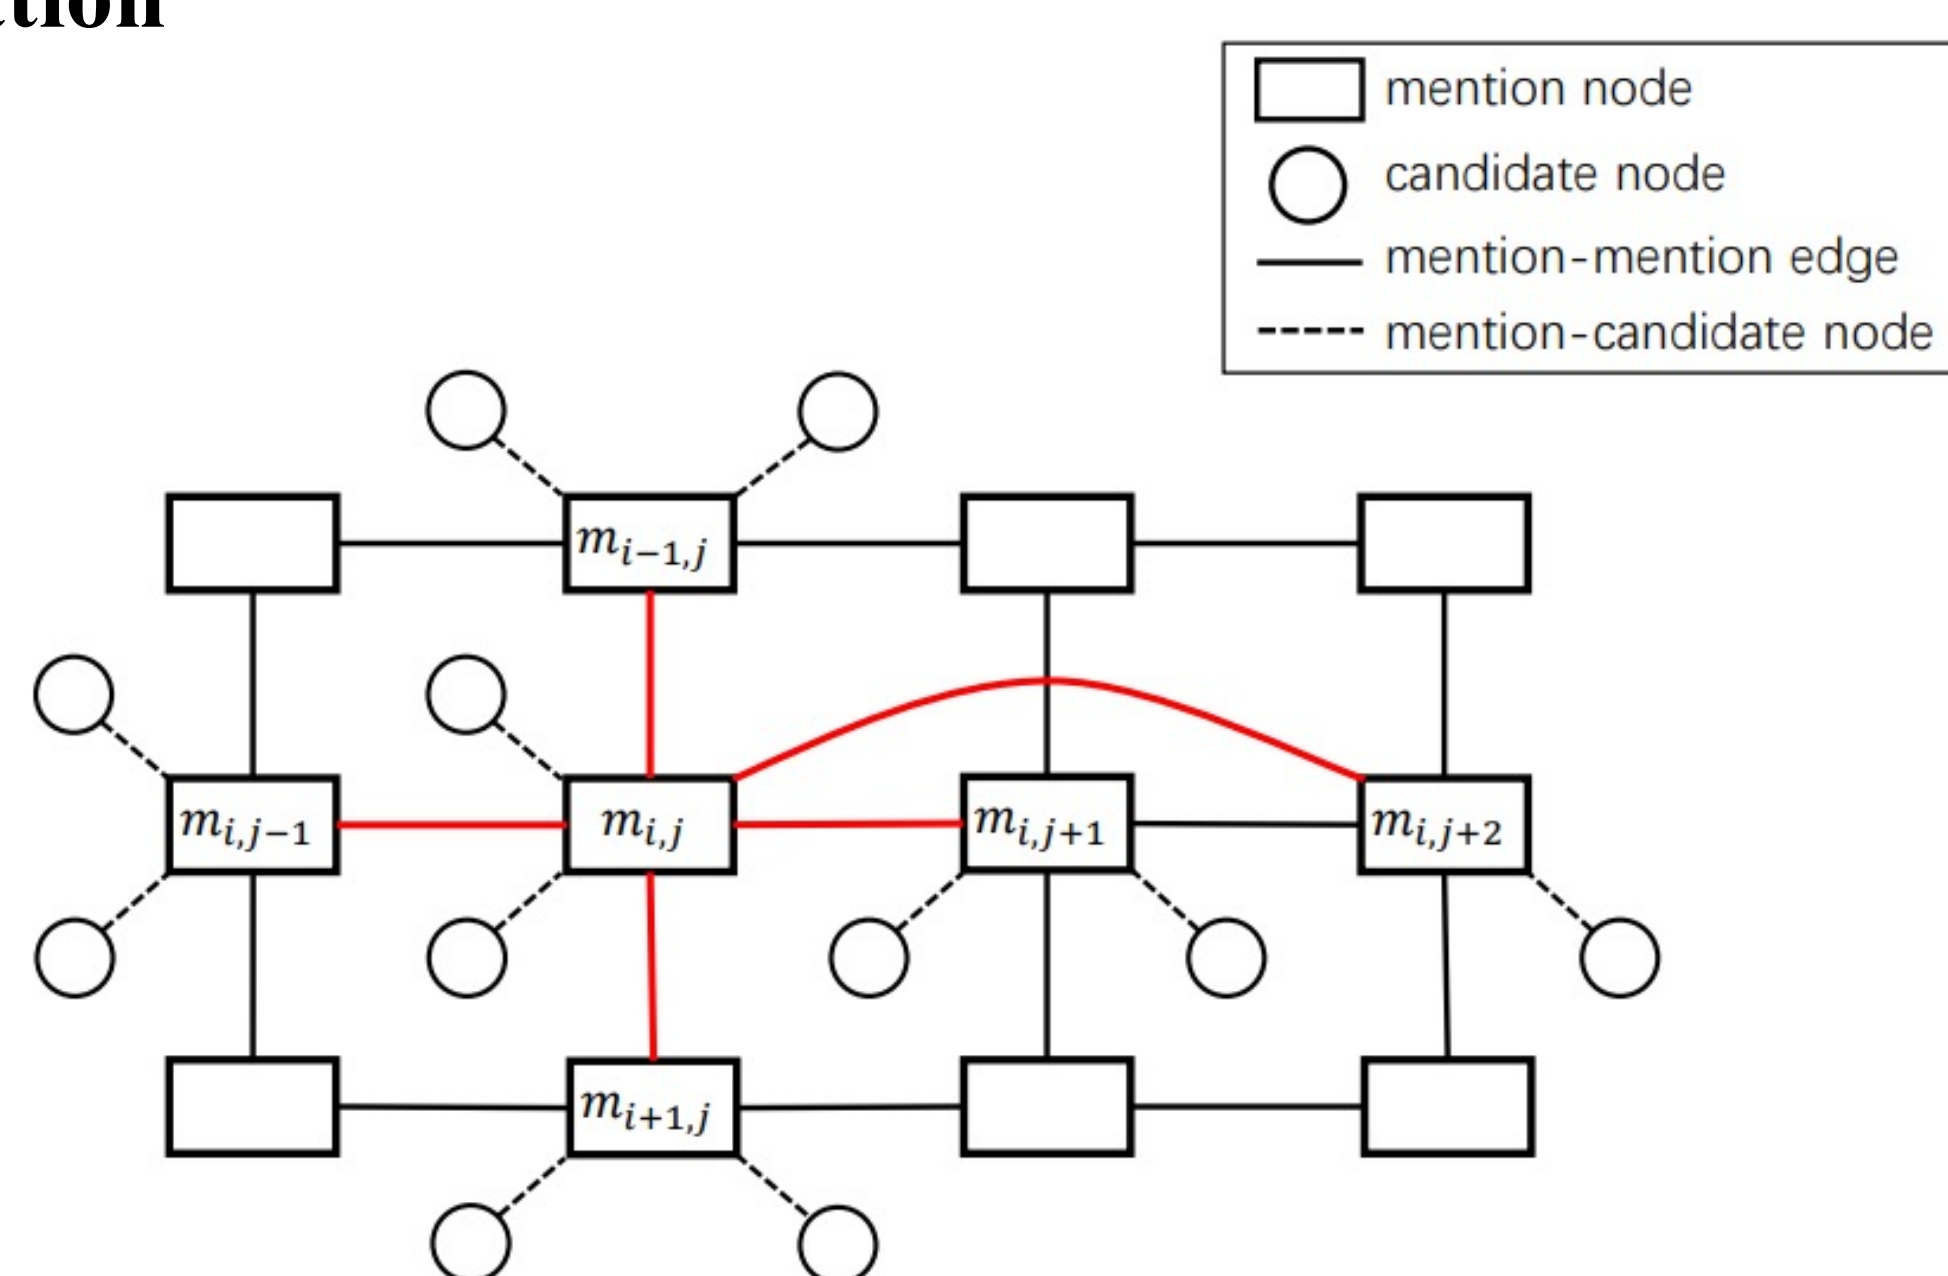 mention node
candidate node
mention-mention edge
mention-candidate node
m_{i-1,j}
m_{i,j-1} m_{i,j} m_{i,j+1} m_{i,j+2}
m_{i+1,j}